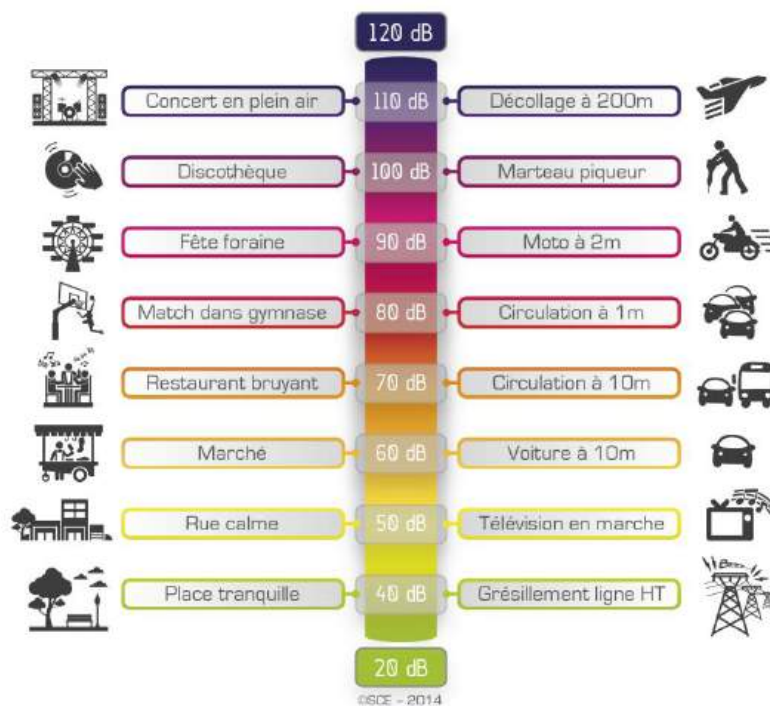 120 dB
Concert en plein air 110 dB Décollage à 200m
Discothèque 100 dB Marteau piqueur
Fête foraine 90 dB Moto à 2m
Match dans gymnase 80 dB Circulation à 1m
Restaurant bruyant 70 dB Circulation à 10m
Marché 60 dB Voiture à 10m
Rue calme 50 dB Télévision en marche
Place tranquille 40 dB Grésillement ligne HT
20 dB
©SCE - 2014